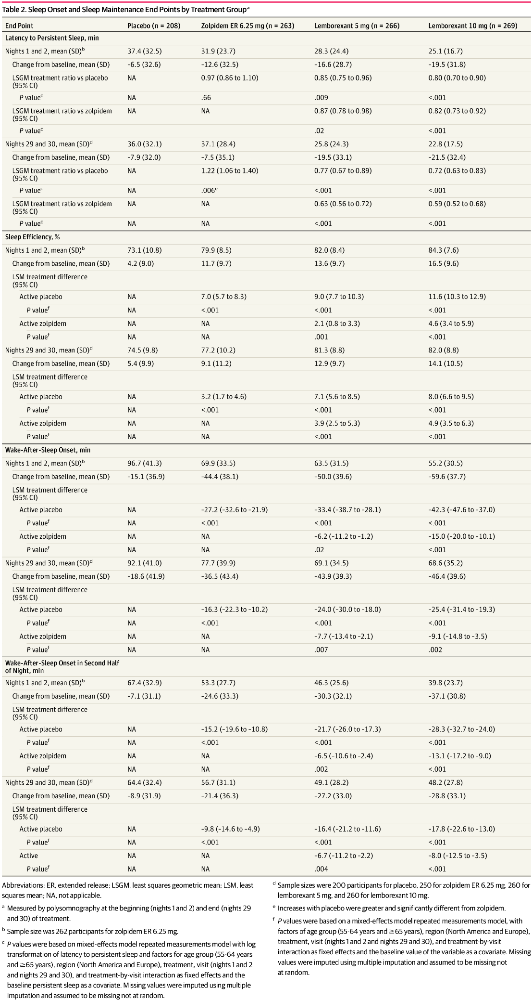 Table 2. Sleep Onset and Sleep Maintenance End Points by Treatment Groupᵃ
End Point Placebo (n = 208) Zolpidem ER 6.25 mg (n = 263) Lemborexant 5 mg (n = 266) Lemborexant 10 mg (n = 269)
Latency to Persistent Sleep, min
Nights 1 and 2, mean (SD)ᵇ 37.4 (32.5) 31.9 (23.7) 28.3 (24.4) 25.1 (16.7)
Change from baseline, mean (SD) -6.5 (32.6) -12.6 (32.5) -16.6 (28.7) -19.5 (31.8)
LSGM treatment ratio vs placebo NA 0.97 (0.86 to 1.10) 0.85 (0.75 to 0.96) 0.80 (0.70 to 0.90)
(95% CI)
P valueᶜ NA .66 .009 <.001
LSGM treatment ratio vs zolpidem NA NA 0.87 (0.78 to 0.98) 0.82 (0.73 to 0.92)
(95% CI)
P valueᶜ .02 <.001
Nights 29 and 30, mean (SD)ᵈ 36.0 (32.1) 37.1 (28.4) 25.8 (24.3) 22.8 (17.5)
Change from baseline, mean (SD) -7.9 (32.0) -7.5 (35.1) -19.5 (33.1) -21.5 (32.4)
LSGM treatment ratio vs placebo NA 1.22 (1.06 to 1.40) 0.77 (0.67 to 0.89) 0.72 (0.63 to 0.83)
(95% CI)
P valueᶜ NA .006ᵉ <.001 <.001
LSGM treatment ratio vs zolpidem NA NA 0.63 (0.56 to 0.72) 0.59 (0.52 to 0.68)
(95% CI)
P valueᶜ NA NA <.001 <.001
Sleep Efficiency, %
Nights 1 and 2, mean (SD)ᵇ 73.1 (10.8) 79.9 (8.5) 82.0 (8.4) 84.3 (7.6)
Change from baseline, mean (SD) 4.2 (9.0) 11.7 (9.7) 13.6 (9.7) 16.5 (9.6)
LSM treatment difference
(95% CI)
Active placebo NA 7.0 (5.7 to 8.3) 9.0 (7.7 to 10.3) 11.6 (10.3 to 12.9)
P valueᶠ NA <.001 <.001 <.001
Active zolpidem NA NA 2.1 (0.8 to 3.3) 4.6 (3.4 to 5.9)
P valueᶠ NA NA .001 <.001
Nights 29 and 30, mean (SD)ᵈ 74.5 (9.8) 77.2 (10.2) 81.3 (8.8) 82.0 (8.8)
Change from baseline, mean (SD) 5.4 (9.9) 9.1 (11.2) 12.9 (9.7) 14.1 (10.5)
LSM treatment difference
(95% CI)
Active placebo NA 3.2 (1.7 to 4.6) 7.1 (5.6 to 8.5) 8.0 (6.6 to 9.5)
P valueᶠ NA <.001 <.001 <.001
Active zolpidem NA NA 3.9 (2.5 to 5.3) 4.9 (3.5 to 6.3)
P valueᶠ NA NA <.001 <.001
Wake-After-Sleep Onset, min
Nights 1 and 2, mean (SD)ᵇ 96.7 (41.3) 69.9 (33.5) 63.5 (31.5) 55.2 (30.5)
Change from baseline, mean (SD) -15.1 (36.9) -44.4 (38.1) -50.0 (39.6) -59.6 (37.7)
LSM treatment difference
(95% CI)
Active placebo NA -27.2 (-32.6 to -21.9) -33.4 (-38.7 to -28.1) -42.3 (-47.6 to -37.0)
P valueᶠ NA <.001 <.001 <.001
Active zolpidem NA NA -6.2 (-11.2 to -1.2) -15.0 (-20.0 to -10.1)
P valueᶠ NA NA .02 <.001
Nights 29 and 30, mean (SD)ᵈ 92.1 (41.0) 77.7 (39.9) 69.1 (34.5) 68.6 (35.2)
Change from baseline, mean (SD) -18.6 (41.9) -36.5 (43.4) -43.9 (39.3) -46.4 (39.6)
LSM treatment difference
(95% CI)
Active placebo NA -16.3 (-22.3 to -10.2) -24.0 (-30.0 to -18.0) -25.4 (-31.4 to -19.3)
P valueᶠ NA <.001 <.001 <.001
Active zolpidem NA NA -7.7 (-13.4 to -2.1) -9.1 (-14.8 to -3.5)
P valueᶠ NA NA .007 .002
Wake-After-Sleep Onset in Second Half
of Night, min
Nights 1 and 2, mean (SD)ᵇ 67.4 (32.9) 53.3 (27.7) 46.3 (25.6) 39.8 (23.7)
Change from baseline, mean (SD) -7.1 (31.1) -24.6 (33.3) -30.3 (32.1) -37.1 (30.8)
LSM treatment difference
(95% CI)
Active placebo NA -15.2 (-19.6 to -10.8) -21.7 (-26.0 to -17.3) -28.3 (-32.7 to -24.0)
P valueᶠ NA <.001 <.001 <.001
Active zolpidem NA NA -6.5 (-10.6 to -2.4) -13.1 (-17.2 to -9.0)
P valueᶠ NA NA .002 <.001
Nights 29 and 30, mean (SD)ᵈ 64.4 (32.4) 56.7 (31.1) 49.1 (28.2) 48.2 (27.8)
Change from baseline, mean (SD) -8.9 (31.9) -21.4 (36.3) -27.2 (33.0) -28.8 (33.1)
LSM treatment difference
(95% CI)
Active placebo NA -9.8 (-14.6 to -4.9) -16.4 (-21.2 to -11.6) -17.8 (-22.6 to -13.0)
P valueᶠ NA <.001 <.001 <.001
Active NA NA -6.7 (-11.2 to -2.2) -8.0 (-12.5 to -3.5)
P valueᶠ NA NA .004 <.001
Abbreviations: ER, extended release; LSGM, least squares geometric mean; LSM, least
squares mean; NA, not applicable.
ᵃ Measured by polysomnography at the beginning (nights 1 and 2) and end (nights 29
and 30) of treatment.
ᵇ Sample size was 262 participants for zolpidem ER 6.25 mg.
ᶜ P values were based on mixed-effects model repeated measurements model with log
transformation of latency to persistent sleep and factors for age group (55-64 years
and ≥65 years), region (North America and Europe), treatment, visit (nights 1 and 2
and nights 29 and 30), and treatment-by-visit interaction as fixed effects and the
baseline persistent sleep as a covariate. Missing values were imputed using multiple
imputation and assumed to be missing not at random.
ᵈ Sample sizes were 200 participants for placebo, 250 for zolpidem ER 6.25 mg, 260 for
lemborexant 5 mg, and 260 for lemborexant 10 mg.
ᵉ Increases with placebo were greater and significantly different from zolpidem.
ᶠ P values were based on a mixed-effects model repeated measurements model, with
factors of age group (55-64 years and ≥65 years), region (North America and Europe),
treatment, visit (nights 1 and 2 and nights 29 and 30), and treatment-by-visit
interaction as fixed effects and the baseline value of the variable as a covariate. Missing
values were imputed using multiple imputation and assumed to be missing not
at random.